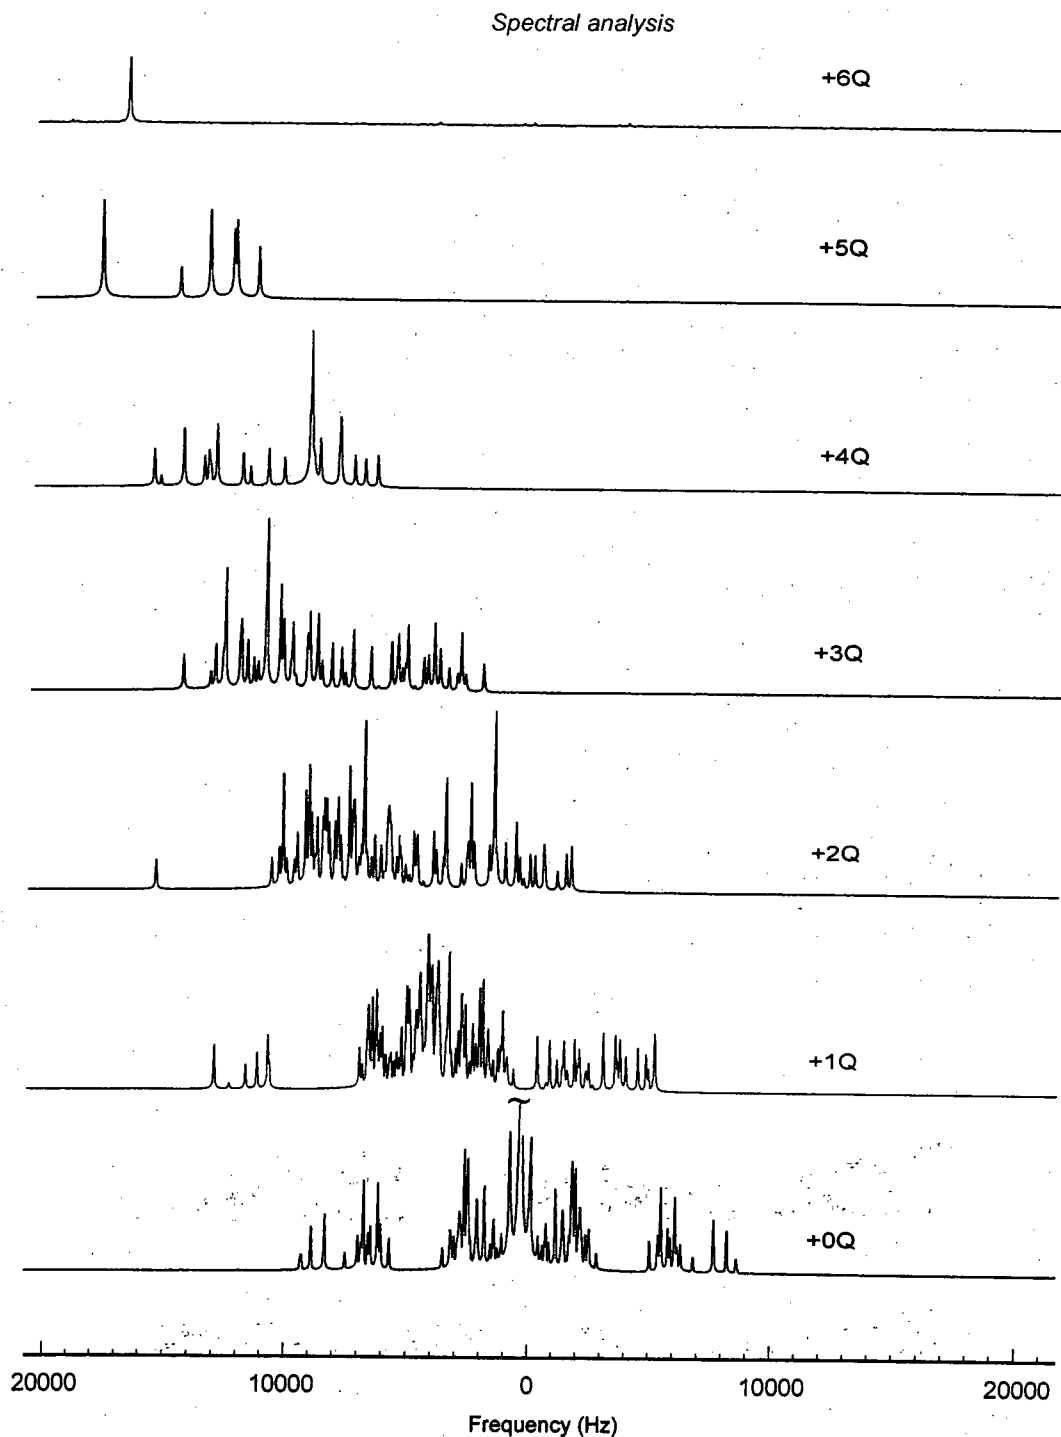 Spectral analysis
+6Q
+5Q
+4Q
+3Q
+2Q
+1Q
~
+0Q
20000 10000 0 10000 20000
Frequency (Hz)